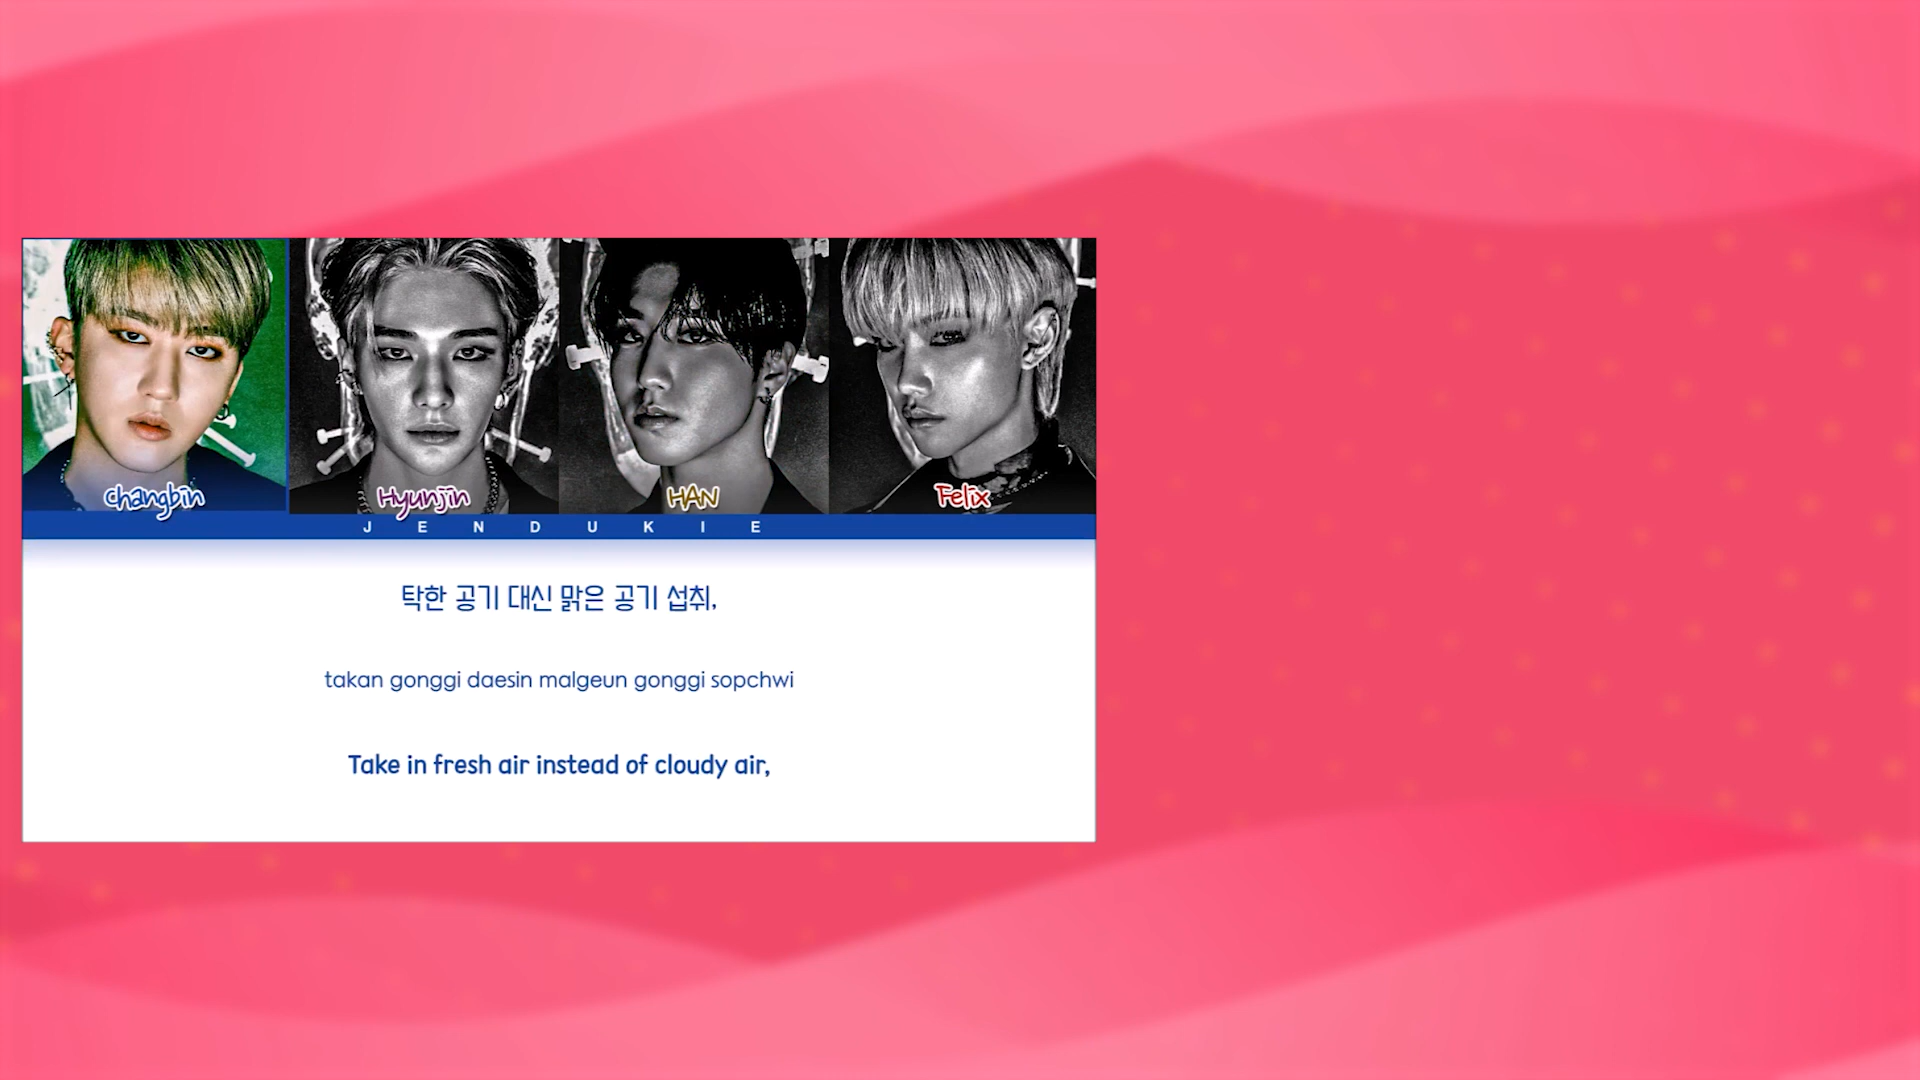 changbin Hyunjin HAN Felix
JENDUKIE
탁한 공기 대신 맑은 공기 섭취,
takan gonggi daesin malgeun gonggi sopchwi
Take in fresh air instead of cloudy air,